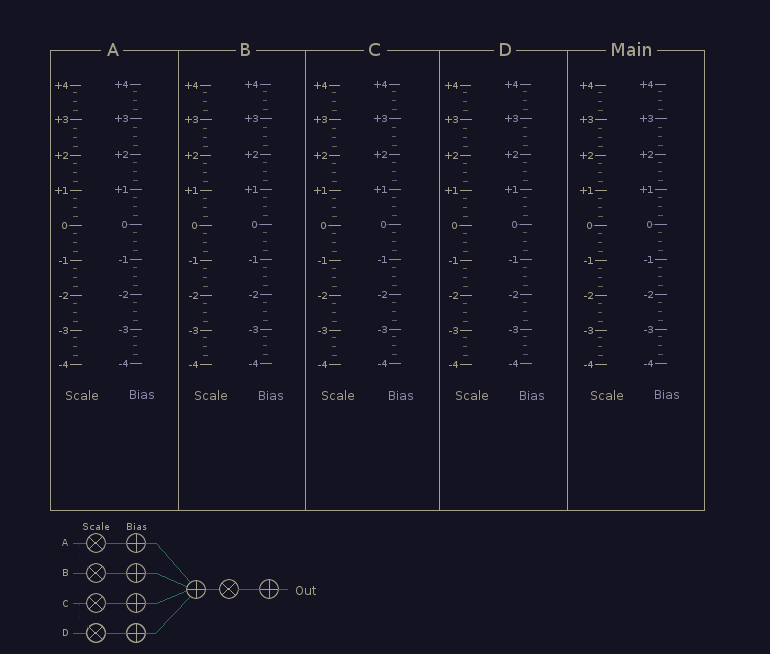 A B C D Main
+4 +4 +4 +4 +4 +4 +4 +4 +4 +4
+3 +3 +3 +3 +3 +3 +3 +3 +3 +3
+2 +2 +2 +2 +2 +2 +2 +2 +2 +2
+1 +1 +1 +1 +1 +1 +1 +1 +1 +1
0 0 0 0 0 0 0 0 0 0
-1 -1 -1 -1 -1 -1 -1 -1 -1 -1
-2 -2 -2 -2 -2 -2 -2 -2 -2 -2
-3 -3 -3 -3 -3 -3 -3 -3 -3 -3
-4 -4 -4 -4 -4 -4 -4 -4 -4 -4
Scale Bias Scale Bias Scale Bias Scale Bias Scale Bias
Scale Bias
A
B
C
Out
D